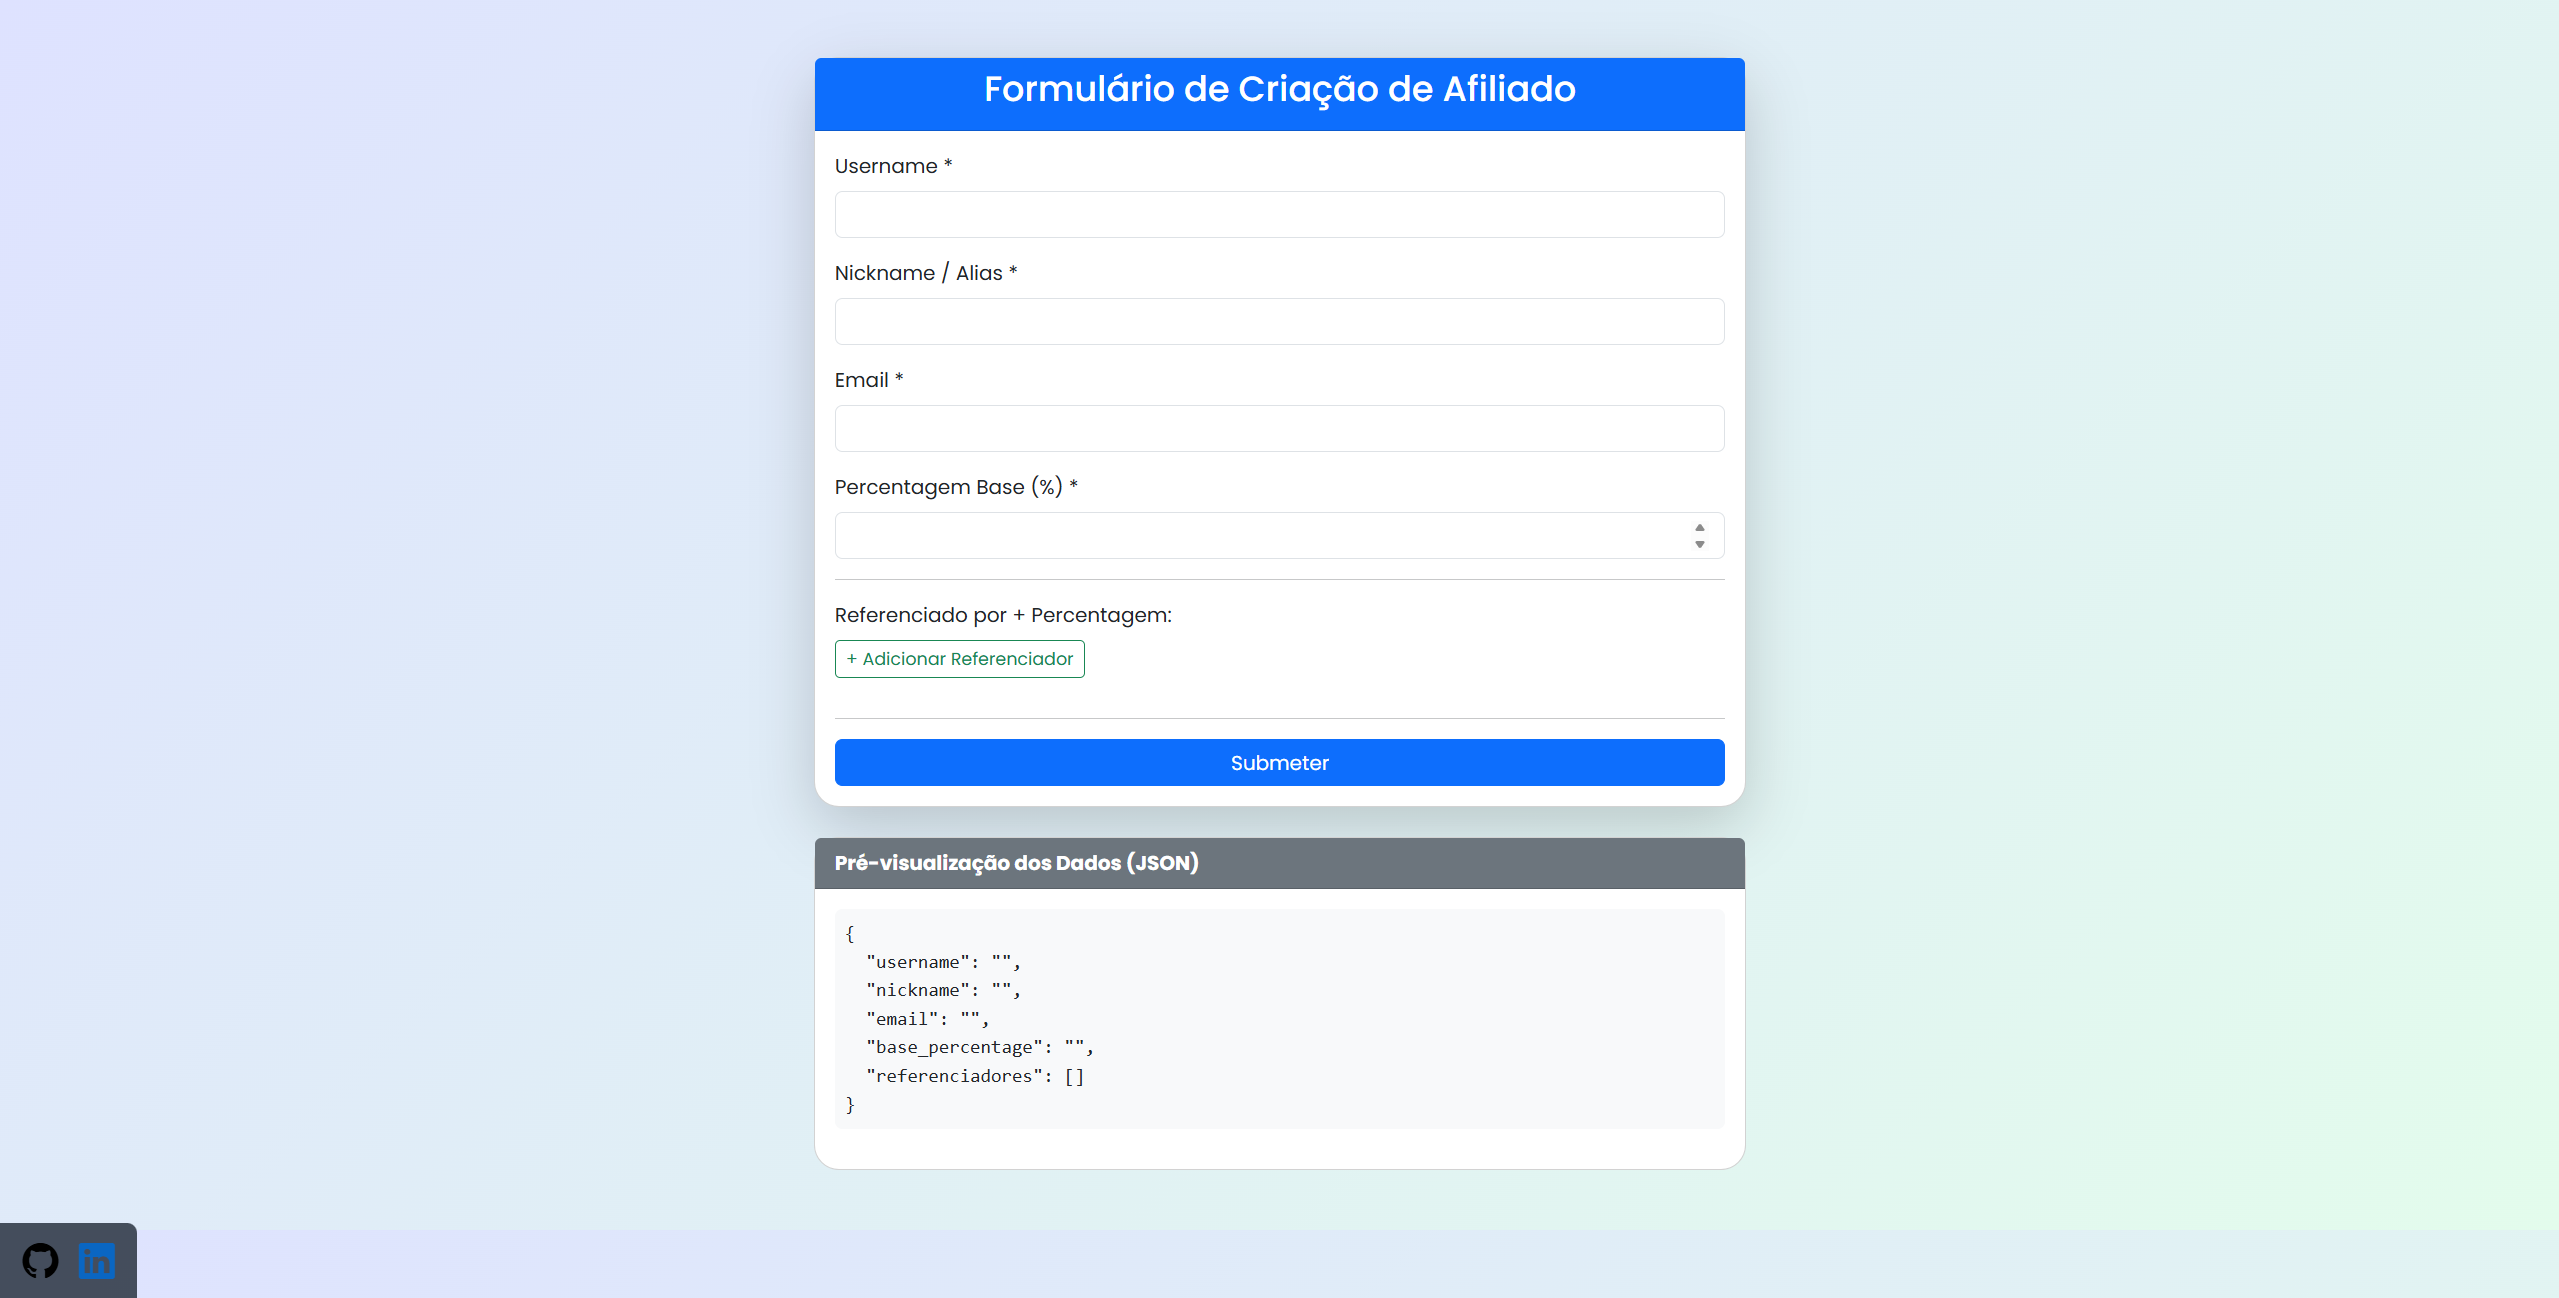 Formulário de Criação de Afiliado
Username *
Nickname / Alias *
Email *
Percentagem Base (%) *
Referenciado por + Percentagem:
+ Adicionar Referenciador
Submeter
Pré-visualização dos Dados (JSON)
{
  "username": "",
  "nickname": "",
  "email": "",
  "base_percentage": "",
  "referenciadores": []
}
in